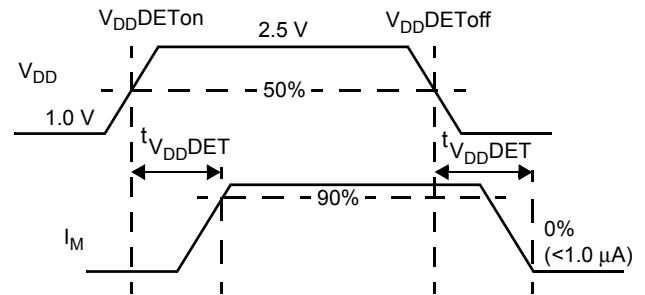 VDDDETon
VDDDEToff
2.5 V
VDD
50%
1.0 V
tVDDDET
tVDDDET
90%
IM
0%
(<1.0 μA)